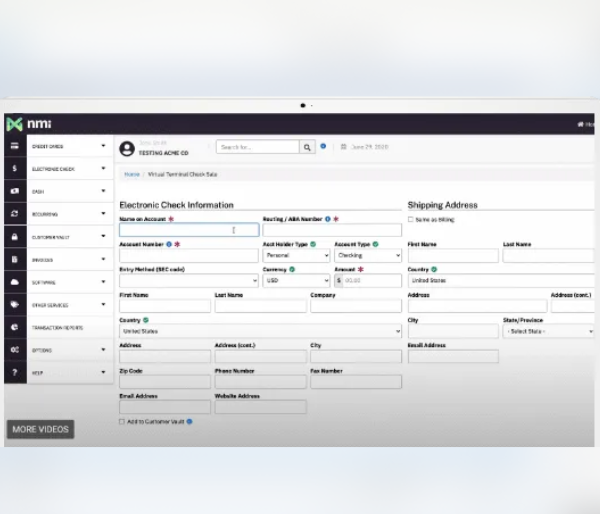 nmi
CREDIT CARDS
ELECTRONIC CHECK
CASH
RECURRING
CUSTOMER VAULT
INVOICES
SOFTWARE
OTHER SERVICES
TRANSACTION REPORTS
OPTIONS
HELP
TESTING ACME CO
Search for...
June 29, 2020
Home / Virtual Terminal Check Sale
Electronic Check Information
Name on Account * Routing / ABA Number *
Account Number * Acct Holder Type Account Type
Personal Checking
Entry Method (SEC code) Currency Amount *
USD $ 00.00
First Name Last Name Company
Country
United States
Address Address (cont.) City
Zip Code Phone Number Fax Number
Email Address Website Address
Add to Customer Vault
Shipping Address
Same as Billing
First Name Last Name
Country
United States
Address Address (cont.)
City State/Province
- Select State -
Email Address
MORE VIDEOS